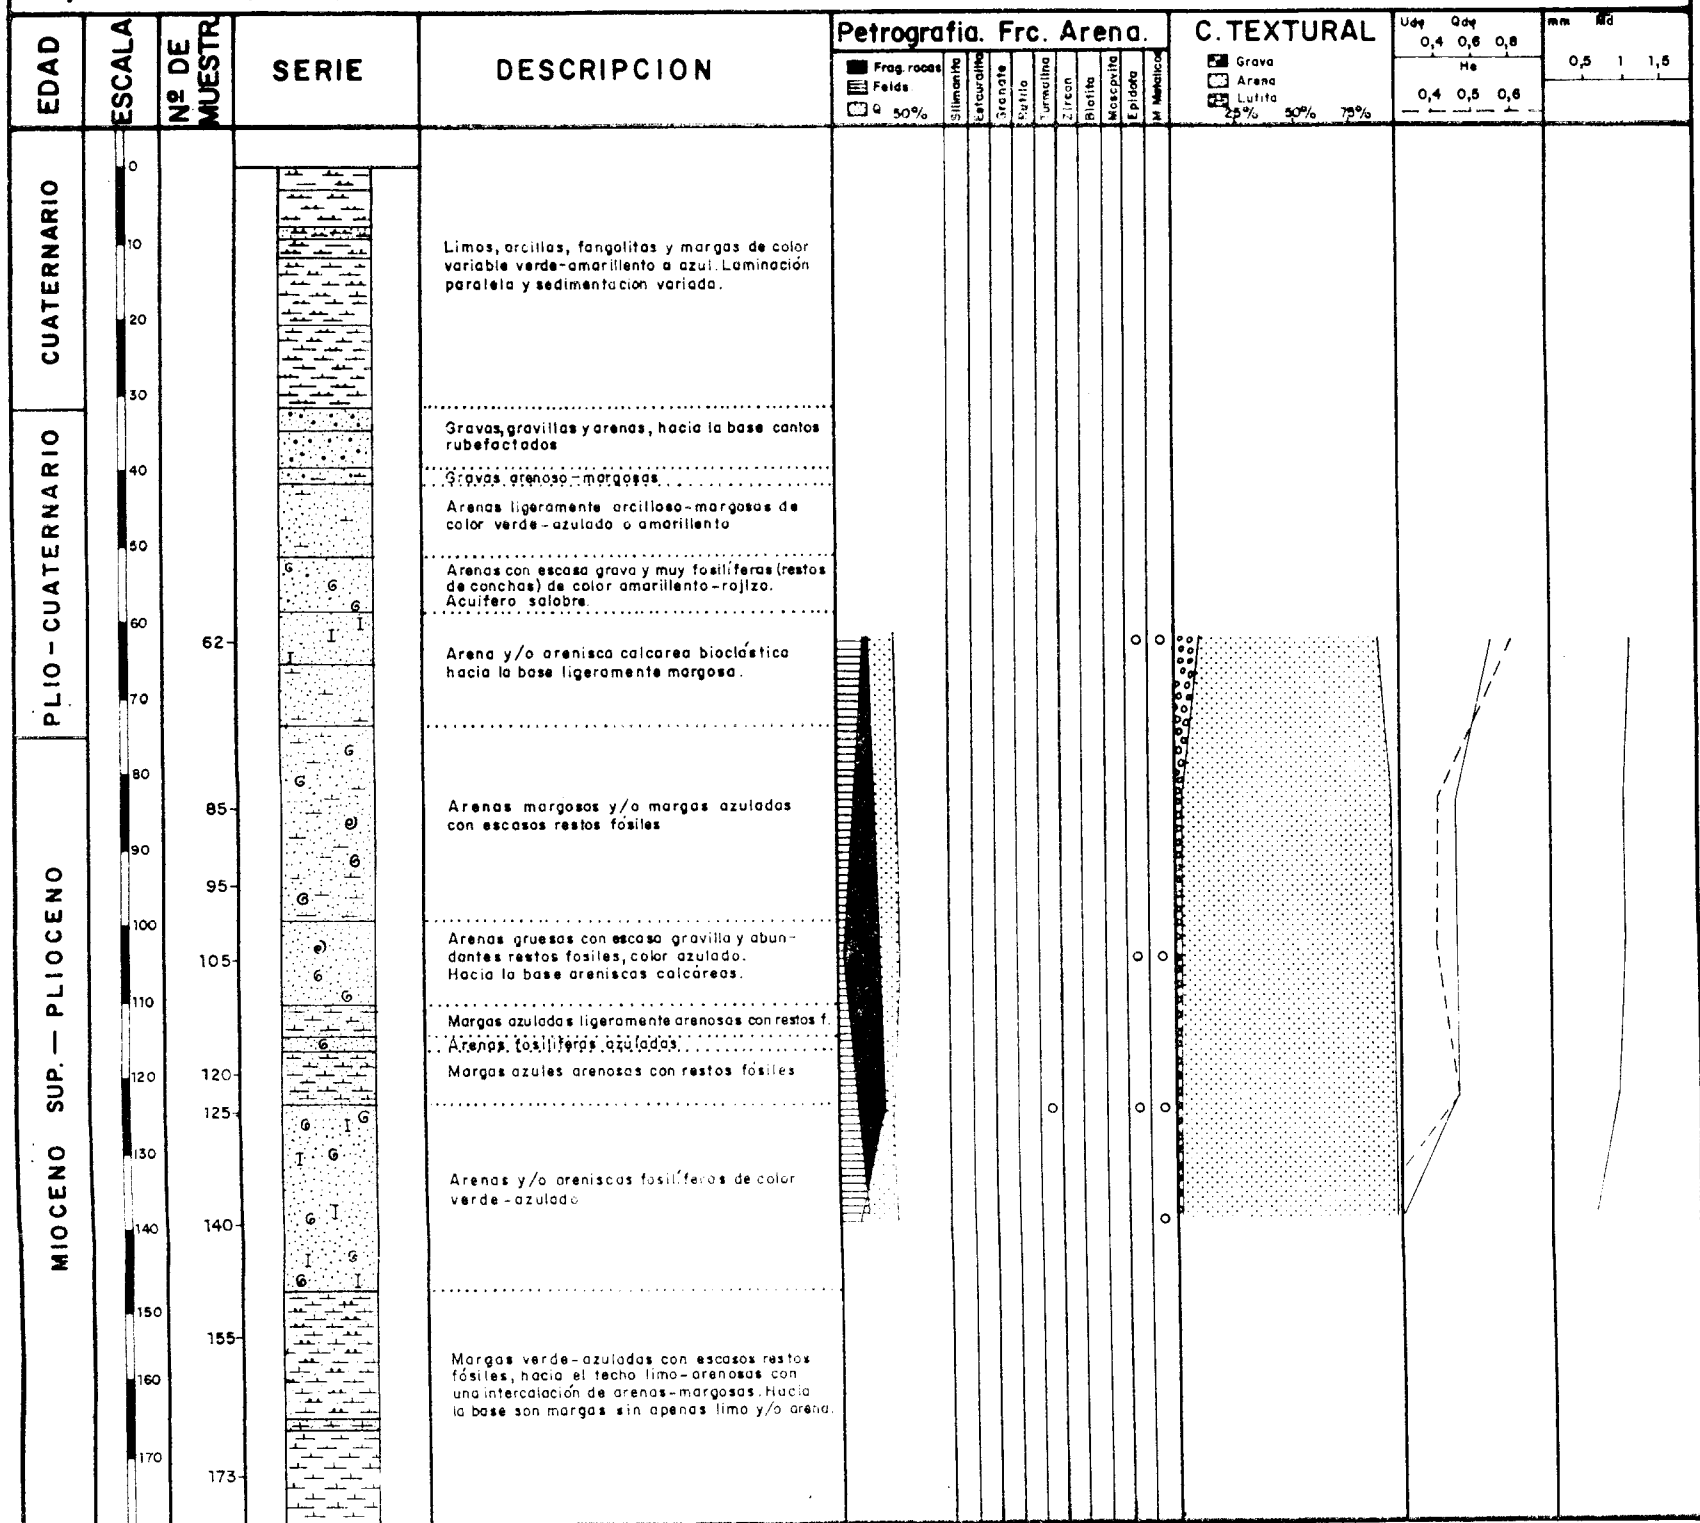 EDAD
ESCALA
Nº DE MUESTR
SERIE
DESCRIPCION
Petrografia. Frc. Arena.
Frag. rocas
Felds
Q 50%
Silimanita
Estaurolita
Granate
Rutilo
Turmalina
Zircon
Biotita
Moscovita
Epidota
M Metalicos
C. TEXTURAL
Grava
Arena
Lutita
25% 50% 75%
Udφ Qdφ
0,4 0,6 0,8
He
0,4 0,5 0,6
mm Md
0,5 1 1,5
CUATERNARIO
PLIO-CUATERNARIO
MIOCENO SUP. — PLIOCENO
0
10
20
30
40
50
60
70
80
90
100
110
120
130
140
150
160
170
62
85
95
105
120
125
140
155
173
Limos, arcillas, fangolitas y margas de color
variable verde-amarillento a azul. Laminación
paralela y sedimentacion variada.
Gravas, gravillas y arenas, hacia la base cantos
rubefactados
Gravas arenoso-margosas
Arenas ligeramente arcilloso-margosas de
color verde-azulado o amarillento
Arenas con escasa grava y muy fosilíferas (restos
de conchas) de color amarillento-rojizo.
Acuifero salobre.
Arena y/o arenisca calcarea bioclástica
hacia la base ligeramente margosa.
Arenas margosas y/o margas azuladas
con escasos restos fósiles
Arenas gruesas con escasa gravilla y abun-
dantes restos fosiles, color azulado.
Hacia la base areniscas calcáreas.
Margas azuladas ligeramente arenosas con restos f.
Arenas fosiliferas azuladas
Margas azules arenosas con restos fósiles
Arenas y/o areniscas fosilíferas de color
verde-azulado
Margas verde-azuladas con escasos restos
fósiles, hacia el techo limo-arenosas con
una intercalación de arenas-margosas. Hacia
la base son margas sin apenas limo y/o arena.